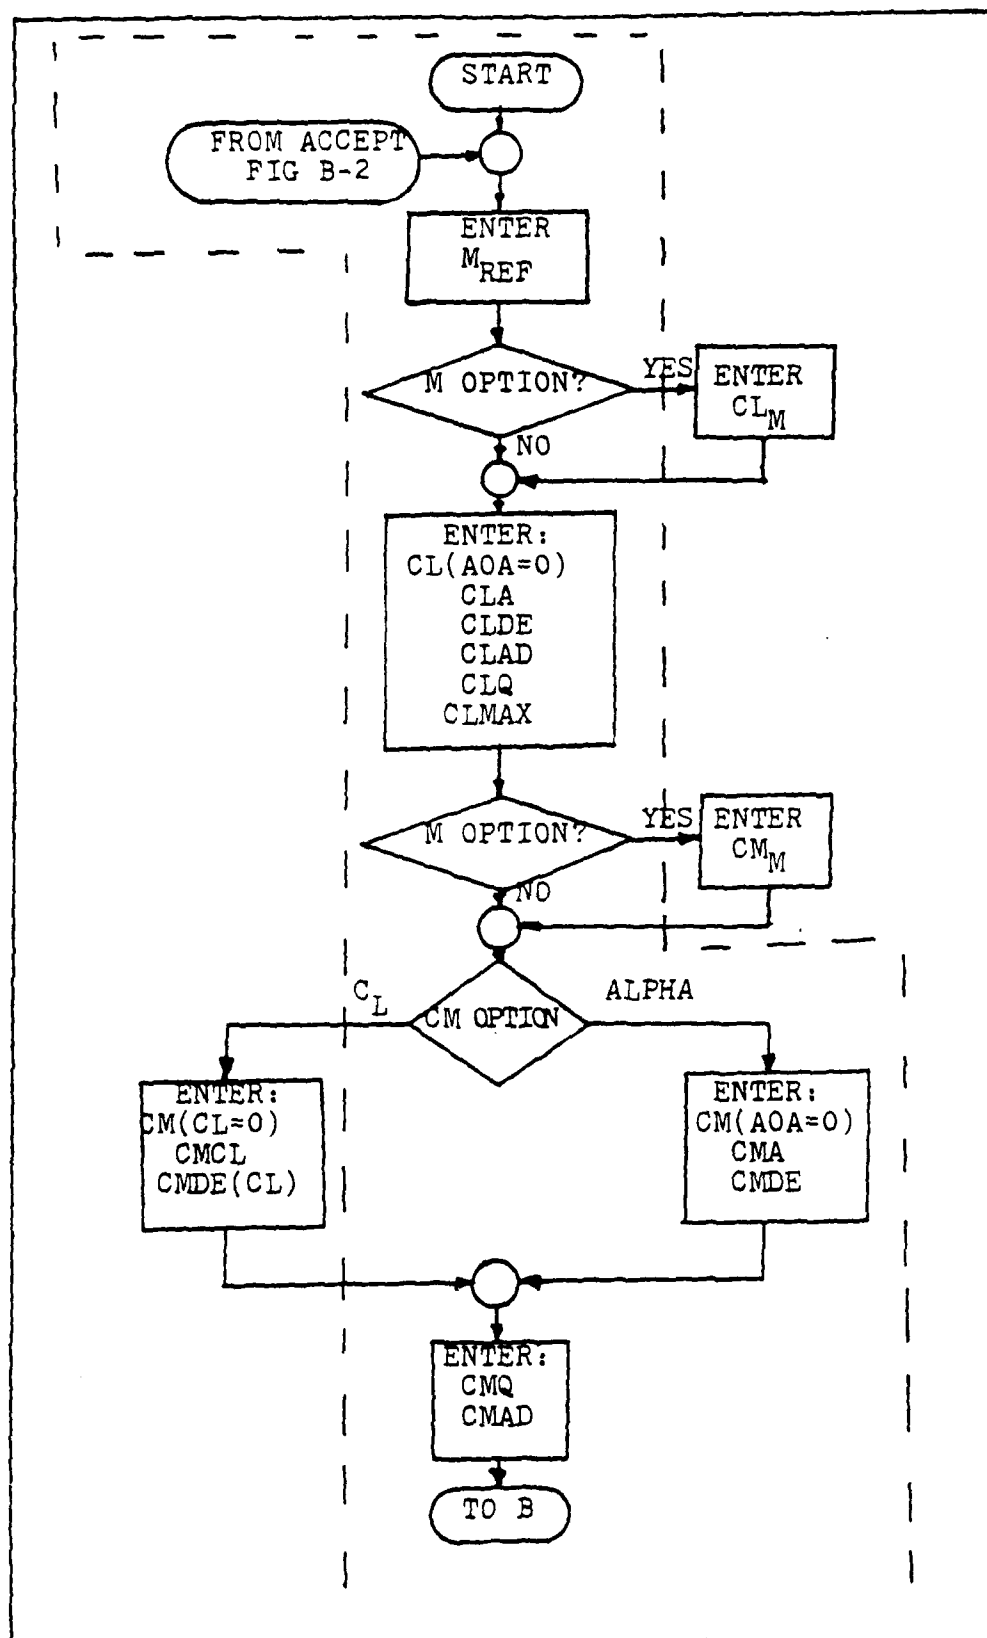 START
FROM ACCEPT
FIG B-2
ENTER
M_REF
M OPTION?
YES
ENTER
CL_M
NO
ENTER:
CL(AOA=0)
CLA
CLDE
CLAD
CLQ
CLMAX
M OPTION?
YES
ENTER
CM_M
NO
C_L
CM OPTION
ALPHA
ENTER:
CM(CL=0)
CMCL
CMDE(CL)
ENTER:
CM(AOA=0)
CMA
CMDE
ENTER:
CMQ
CMAD
TO B